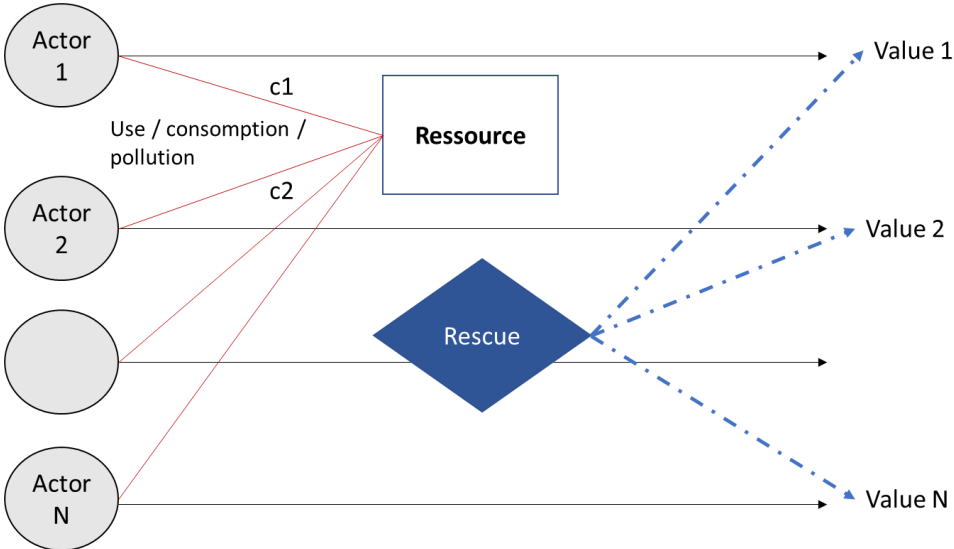 Actor
1
Value 1
c1
Use / consomption /
pollution
Ressource
c2
Actor
2
Value 2
Rescue
Actor
N
Value N